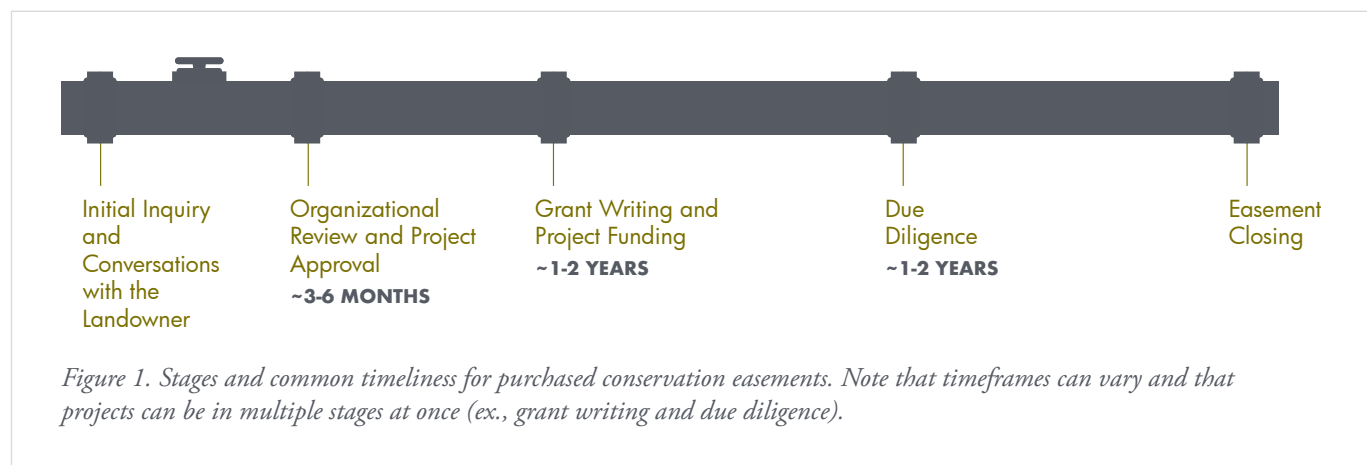 Initial Inquiry
and
Conversations
with the
Landowner
Organizational
Review and Project
Approval
~3-6 MONTHS
Grant Writing and
Project Funding
~1-2 YEARS
Due
Diligence
~1-2 YEARS
Easement
Closing
Figure 1. Stages and common timeliness for purchased conservation easements. Note that timeframes can vary and that
projects can be in multiple stages at once (ex., grant writing and due diligence).